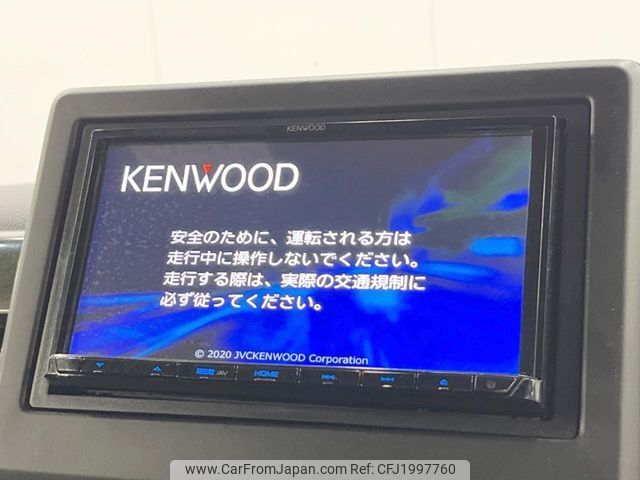 KENWOOD
KENWOOD
安全のために、運転される方は
走行中に操作しないでください。
走行する際は、実際の交通規制に
必ず従ってください。
© 2020 JVCKENWOOD Corporation
HOME
www.CarFromJapan.com CFJ1997760